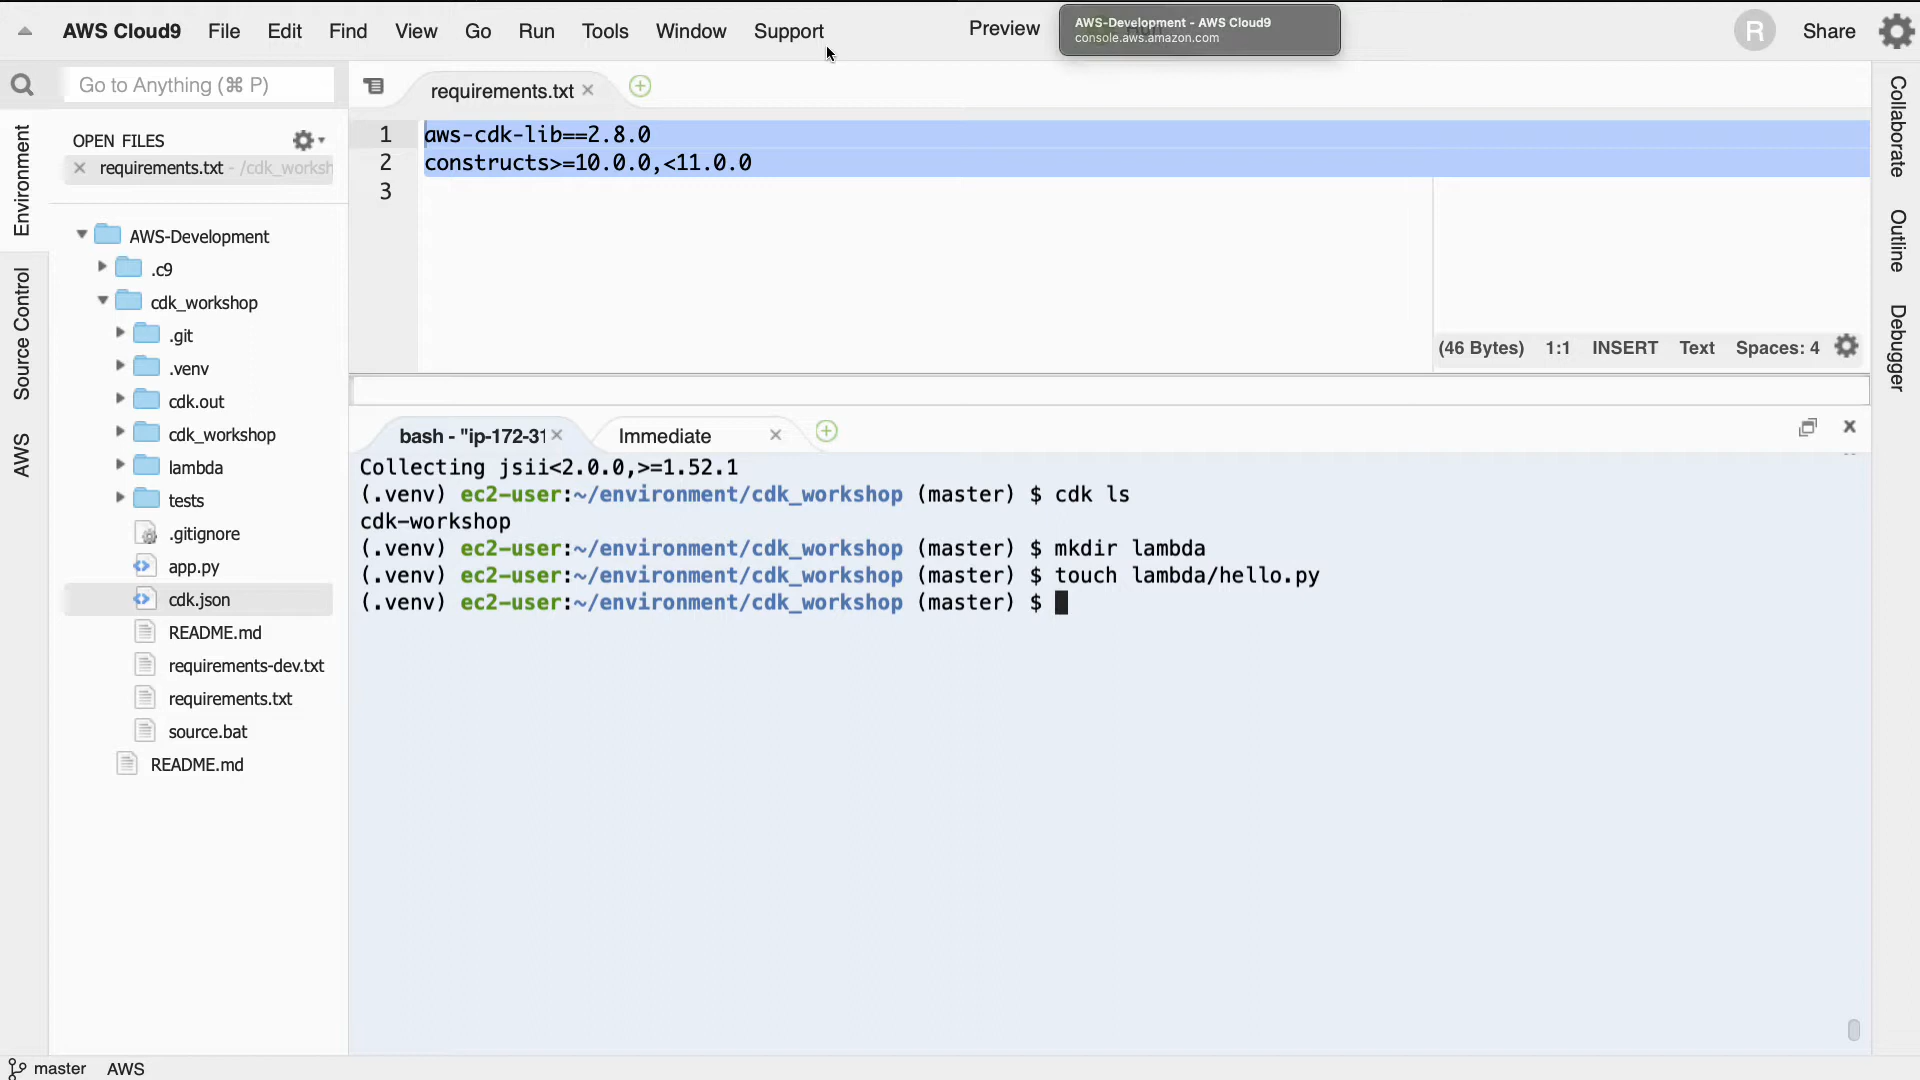 AWS Cloud9 File Edit Find View Go Run Tools Window Support Preview
AWS-Development - AWS Cloud9
console.aws.amazon.com
R Share
Go to Anything (⌘ P)
requirements.txt
OPEN FILES
requirements.txt - /cdk_worksh
Environment
Source Control
AWS
AWS-Development
.c9
cdk_workshop
.git
.venv
cdk.out
cdk_workshop
lambda
tests
.gitignore
app.py
cdk.json
README.md
requirements-dev.txt
requirements.txt
source.bat
README.md
1 aws-cdk-lib==2.8.0
2 constructs>=10.0.0,<11.0.0
3
(46 Bytes) 1:1 INSERT Text Spaces: 4
Collaborate
Outline
Debugger
bash - "ip-172-31 Immediate
Collecting jsii<2.0.0,>=1.52.1
(.venv) ec2-user:~/environment/cdk_workshop (master) $ cdk ls
cdk-workshop
(.venv) ec2-user:~/environment/cdk_workshop (master) $ mkdir lambda
(.venv) ec2-user:~/environment/cdk_workshop (master) $ touch lambda/hello.py
(.venv) ec2-user:~/environment/cdk_workshop (master) $
master AWS